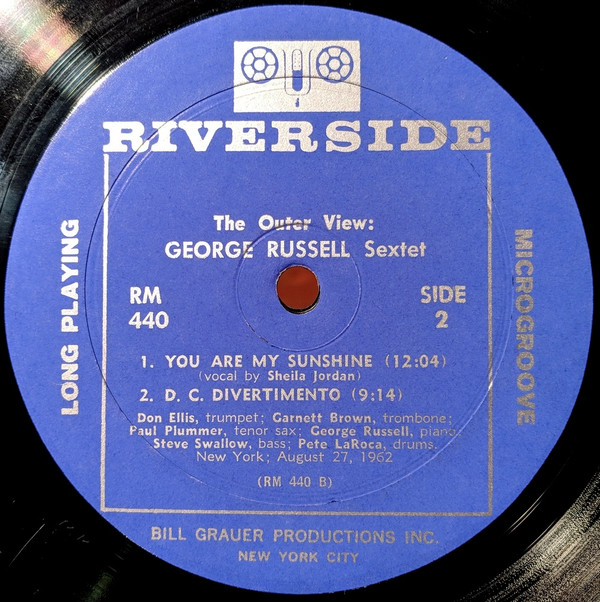 RIVERSIDE
The Outer View:
GEORGE RUSSELL Sextet
RM
440
SIDE
2
LONG PLAYING
MICROGROOVE
1. YOU ARE MY SUNSHINE (12:04)
(vocal by Sheila Jordan)
2. D. C. DIVERTIMENTO (9:14)
Don Ellis, trumpet; Garnett Brown, trombone;
Paul Plummer, tenor sax; George Russell, piano;
Steve Swallow, bass; Pete LaRoca, drums.
New York; August 27, 1962
(RM 440 B)
BILL GRAUER PRODUCTIONS INC.
NEW YORK CITY